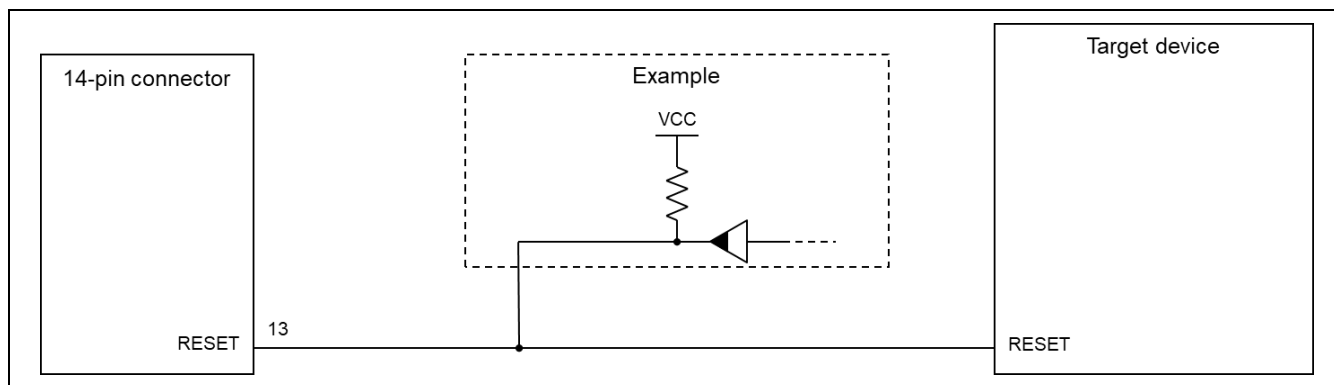 14-pin connector
Example
Target device
VCC
13
RESET
RESET